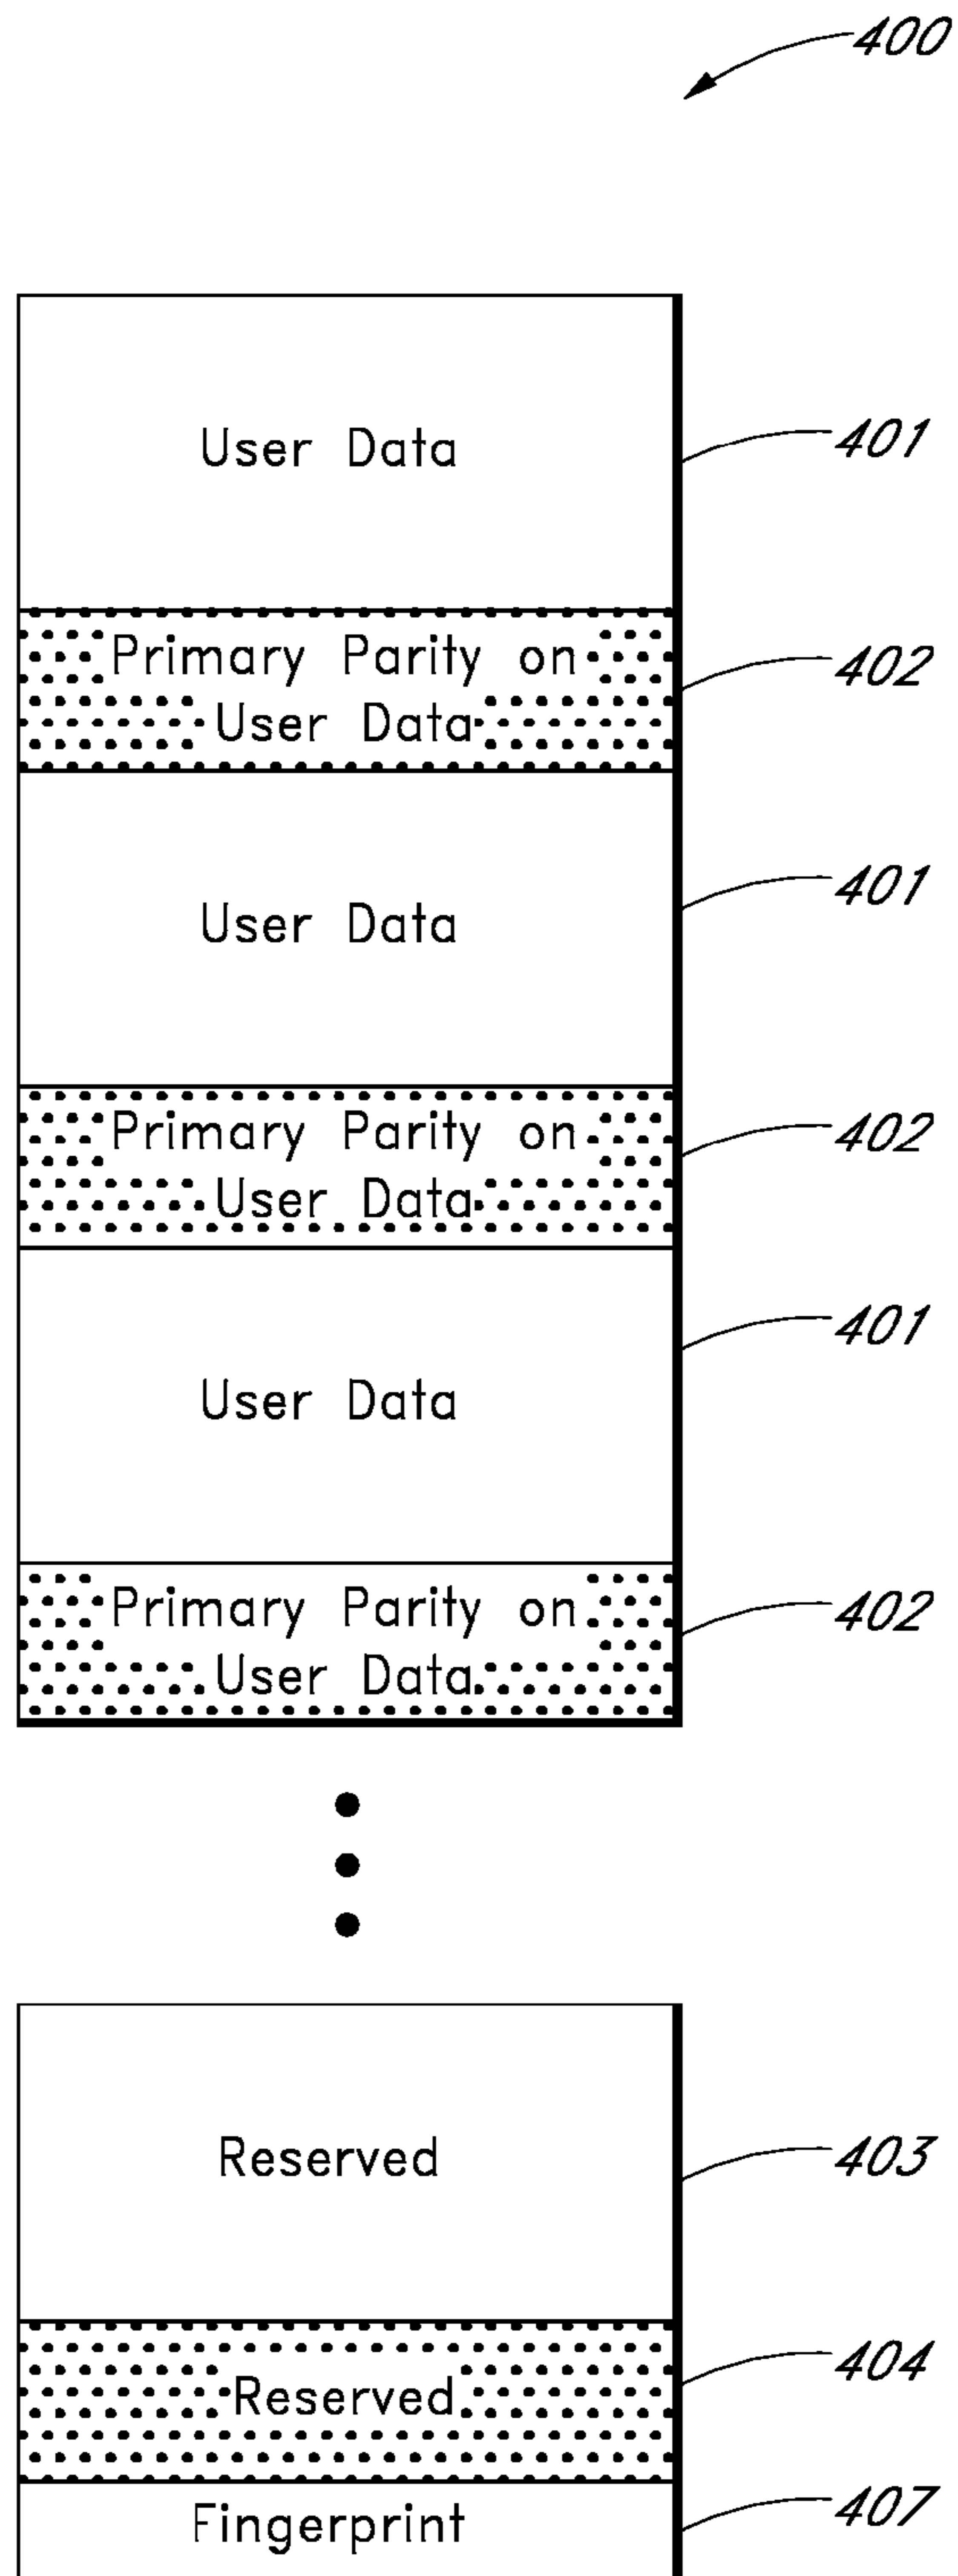 400
User Data
401
Primary Parity on
User Data
402
User Data
401
Primary Parity on
User Data
402
User Data
401
Primary Parity on
User Data
402
Reserved
403
Reserved
404
Fingerprint
407